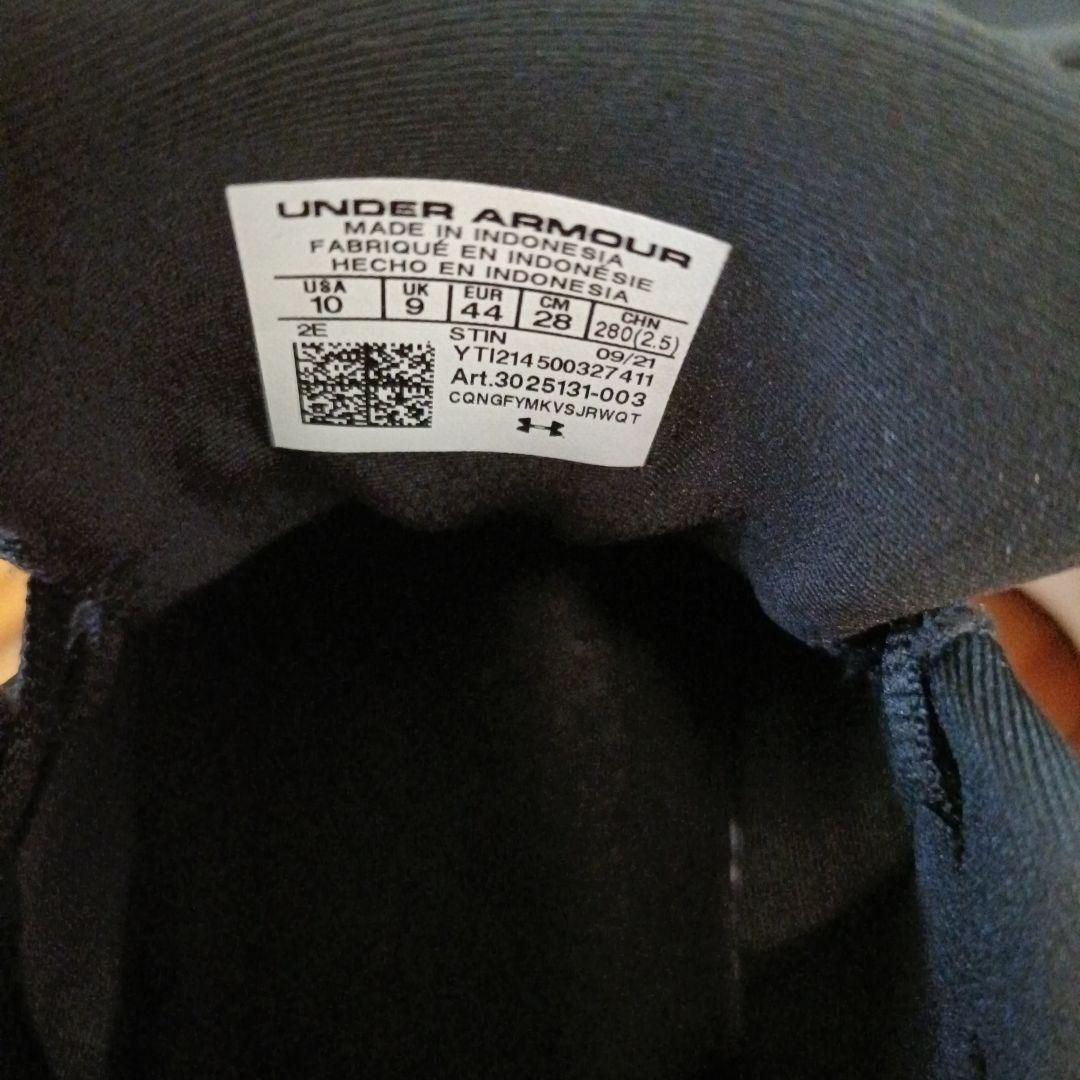 UNDER ARMOUR
MADE IN INDONESIA
FABRIQUÉ EN INDONÉSIE
HECHO EN INDONESIA
USA UK EUR CM CHN
10 9 44 28 280(2.5)
2E STIN 09/21
YTI214500327411
Art.3025131-003
CQNGFYMKVSJRWQT